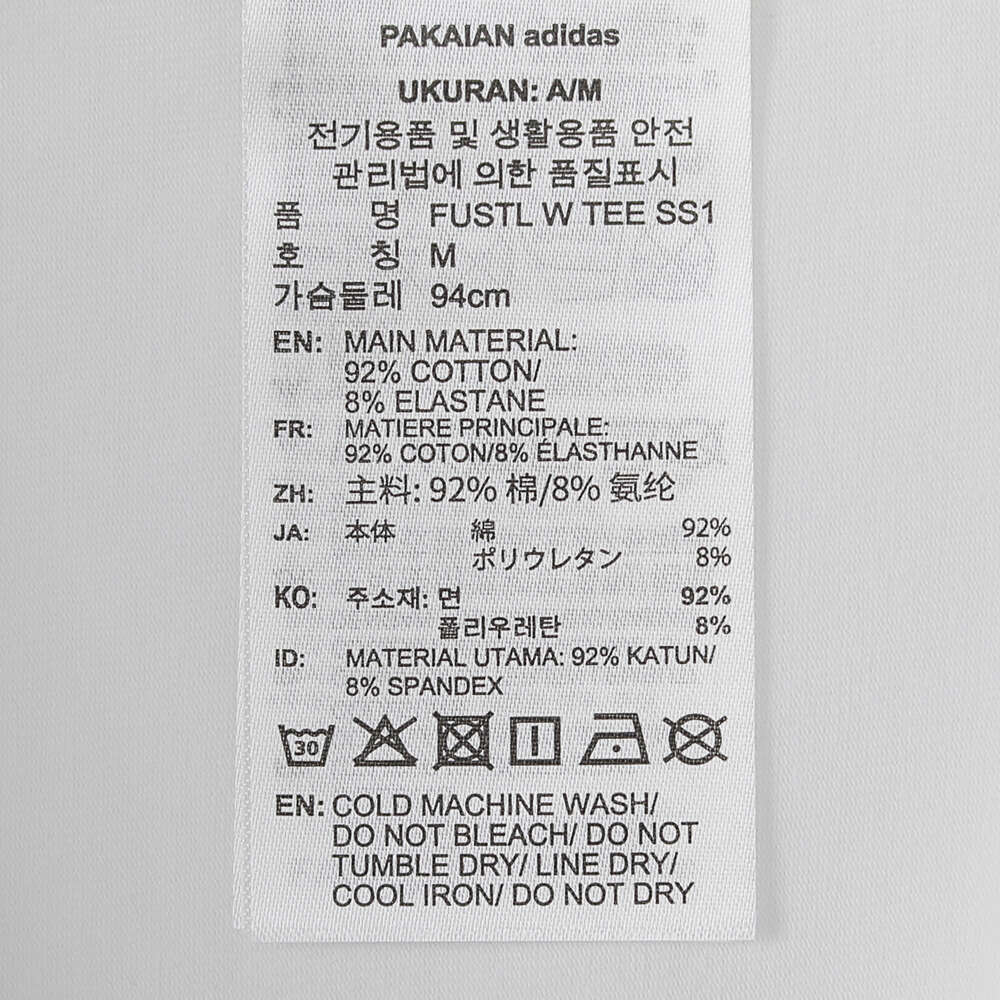 PAKAIAN adidas
UKURAN: A/M
전기용품 및 생활용품 안전
관리법에 의한 품질표시
품 명 FUSTL W TEE SS1
호 칭 M
가슴둘레 94cm
EN: MAIN MATERIAL:
92% COTTON/
8% ELASTANE
FR: MATIERE PRINCIPALE:
92% COTON/8% ÉLASTHANNE
ZH: 主料: 92% 棉/8% 氨纶
JA: 本体 綿 92%
ポリウレタン 8%
KO: 주소재: 면 92%
폴리우레탄 8%
ID: MATERIAL UTAMA: 92% KATUN/
8% SPANDEX
30
EN: COLD MACHINE WASH/
DO NOT BLEACH/ DO NOT
TUMBLE DRY/ LINE DRY/
COOL IRON/ DO NOT DRY